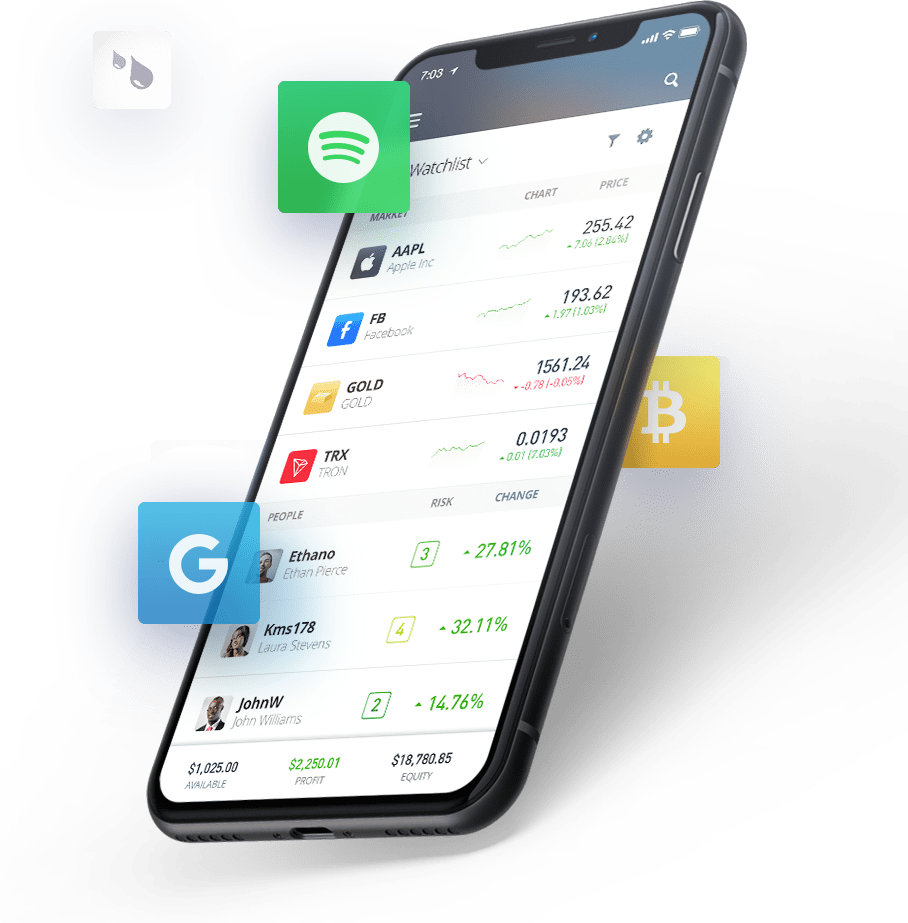 7:03
Watchlist
MARKET CHART PRICE
AAPL
Apple Inc
255.42
7.06 (2.84%)
FB
Facebook
193.62
1.97 (1.03%)
GOLD
GOLD
1561.24
-0.78 (-0.05%)
TRX
TRON
0.0193
0.01 (7.03%)
PEOPLE RISK CHANGE
Ethano
Ethan Pierce
3
27.81%
Kms178
Laura Stevens
4
32.11%
JohnW
John Williams
2
14.76%
$1,025.00
AVAILABLE
$2,250.01
PROFIT
$18,780.85
EQUITY
G